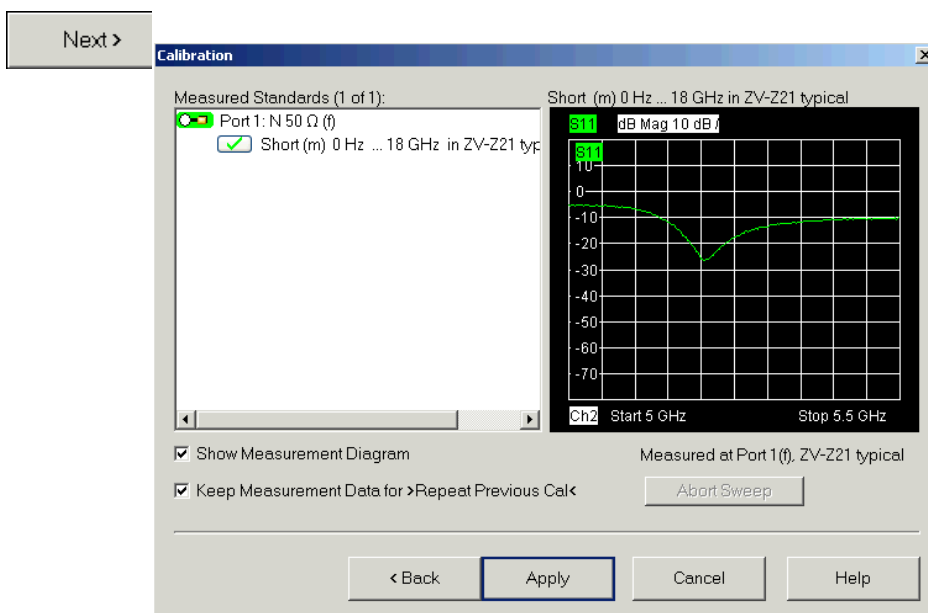 Next >
Calibration
Measured Standards (1 of 1):
Port 1: N 50 Ω (f)
Short (m) 0 Hz ... 18 GHz in ZV-Z21 typ
Short (m) 0 Hz ... 18 GHz in ZV-Z21 typical
S11 dB Mag 10 dB /
S11
10
0
-10
-20
-30
-40
-50
-60
-70
Ch2 Start 5 GHz Stop 5.5 GHz
Show Measurement Diagram
Measured at Port 1(f), ZV-Z21 typical
Keep Measurement Data for >Repeat Previous Cal<
Abort Sweep
< Back
Apply
Cancel
Help